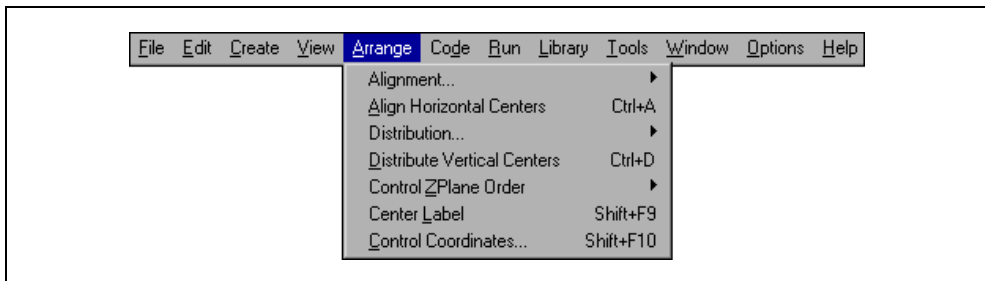 File Edit Create View Arrange Code Run Library Tools Window Options Help
Alignment...
Align Horizontal Centers Ctrl+A
Distribution...
Distribute Vertical Centers Ctrl+D
Control ZPlane Order
Center Label Shift+F9
Control Coordinates... Shift+F10